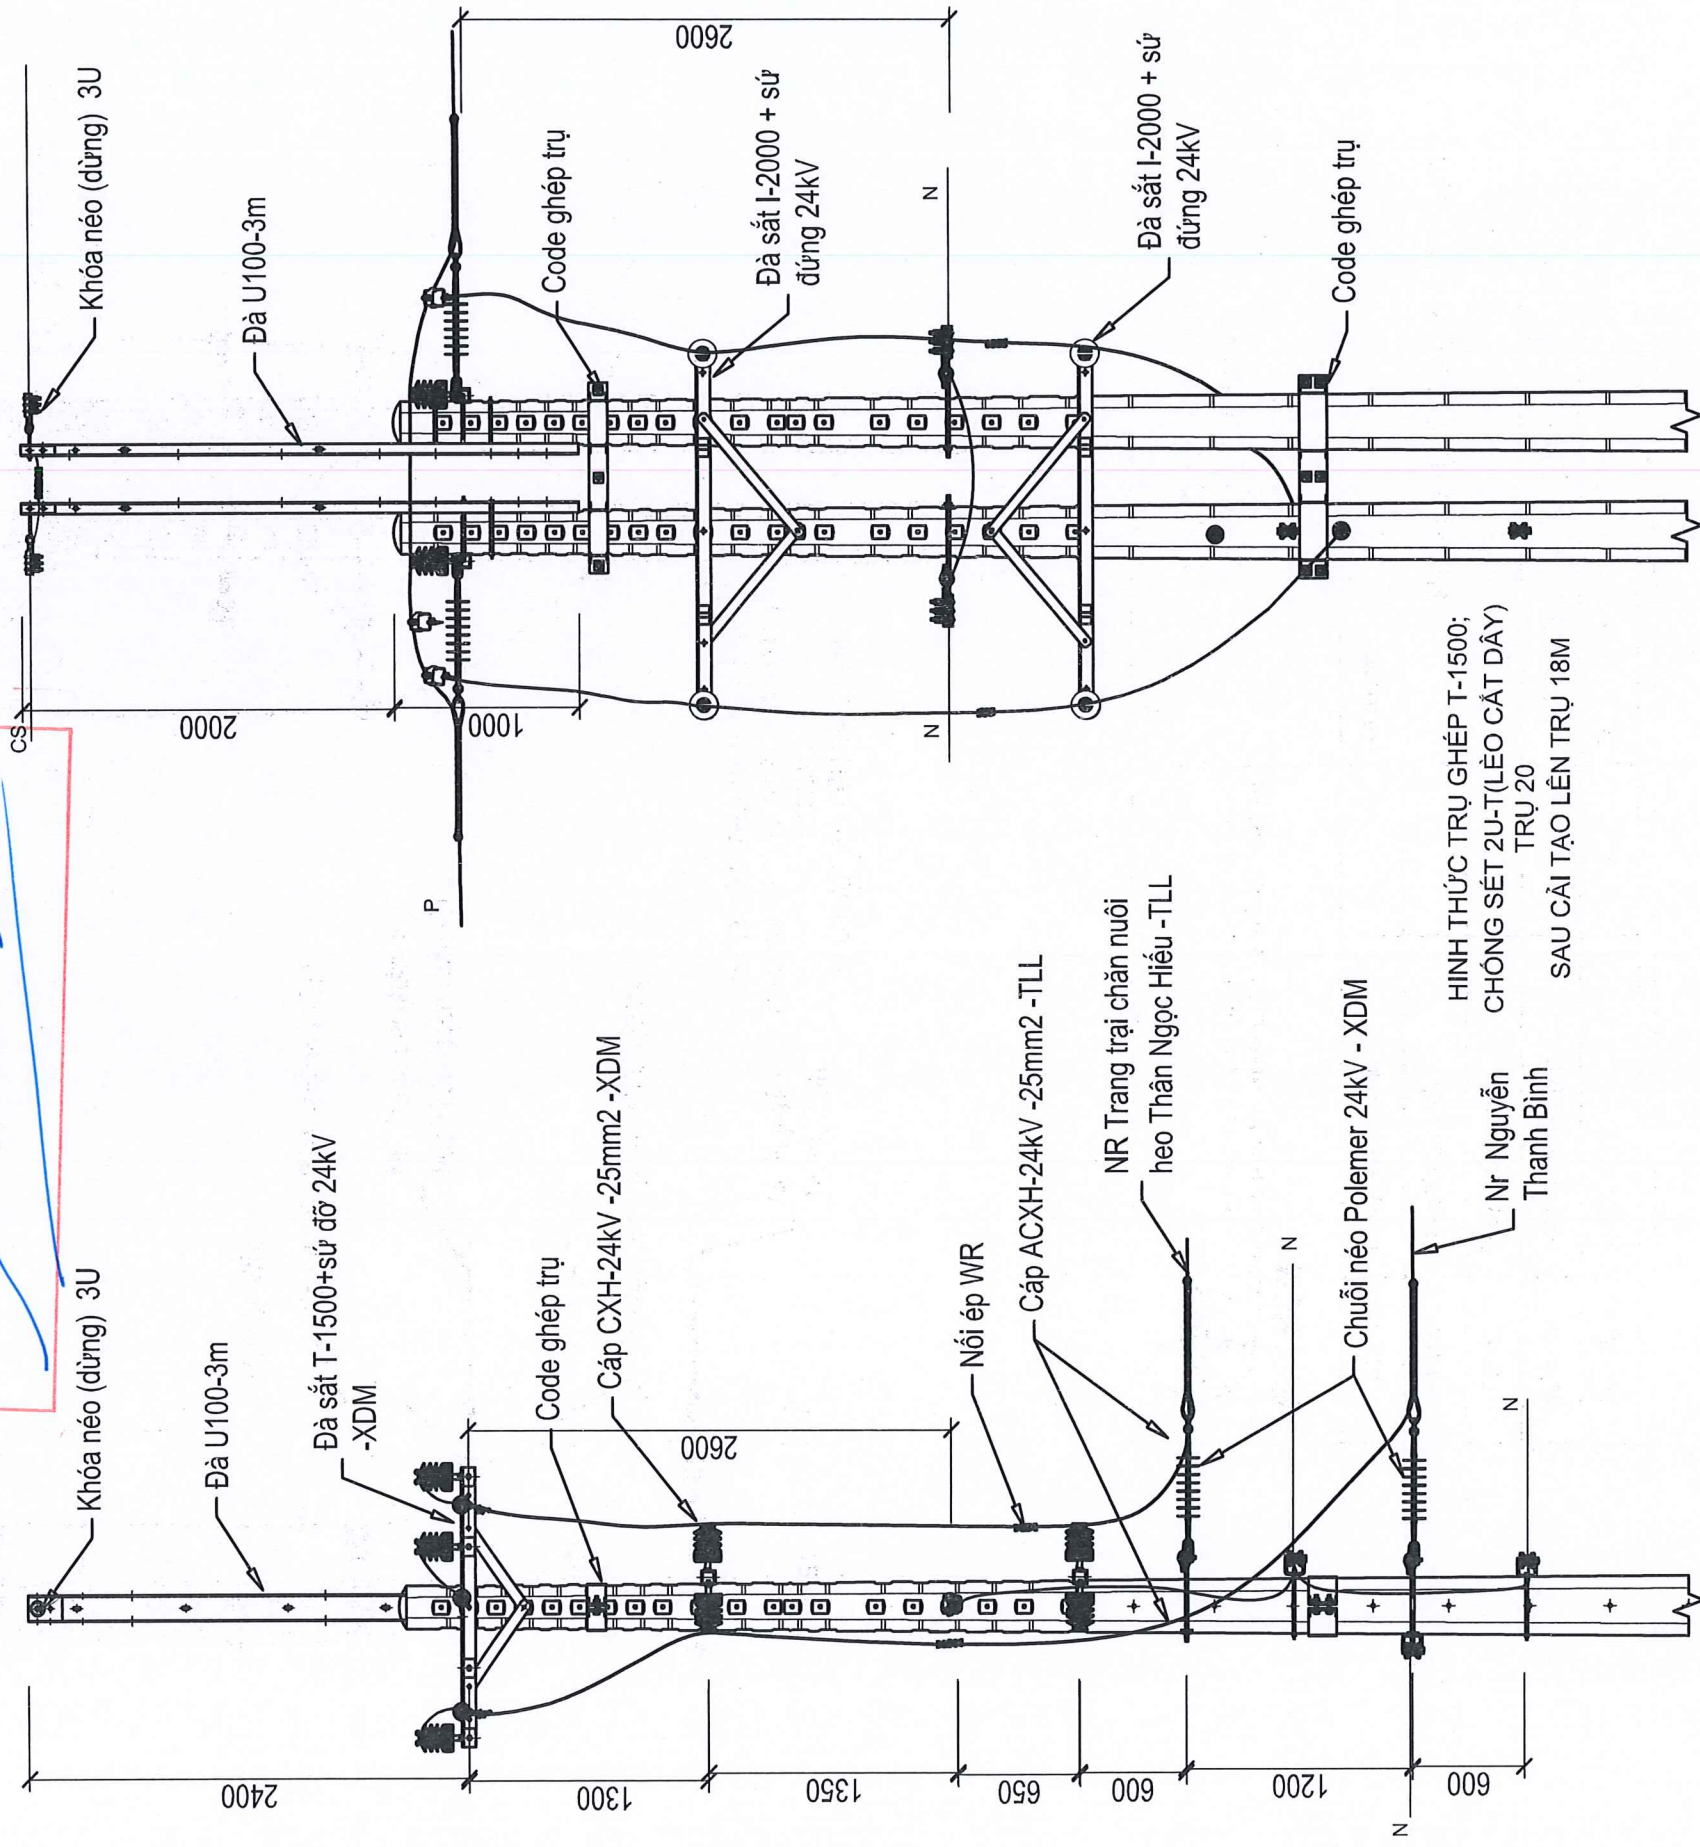 CS
Khóa néo (dừng) 3U
Đà U100-3m
2000
1000
P
2600
Code ghép trụ
Đà sắt I-2000 + sứ
đứng 24kV
N
N
Đà sắt I-2000 + sứ
đứng 24kV
Code ghép trụ
Khóa néo (dừng) 3U
Đà U100-3m
Đà sắt T-1500+sứ đỡ 24kV
-XDM
Code ghép trụ
Cáp CXH-24kV -25mm2 -XDM
2600
Nối ép WR
Cáp ACXH-24kV -25mm2 -TLL
NR Trang trại chăn nuôi
heo Thân Ngọc Hiếu -TLL
N
Chuỗi néo Polemer 24kV - XDM
N
Nr Nguyễn
Thanh Bình
2400
1300
1350
650
600
1200
600
N
HÌNH THỨC TRỤ GHÉP T-1500;
CHỐNG SÉT 2U-T(LÈO CẮT DÂY)
TRỤ 20
SAU CẢI TẠO LÊN TRỤ 18M